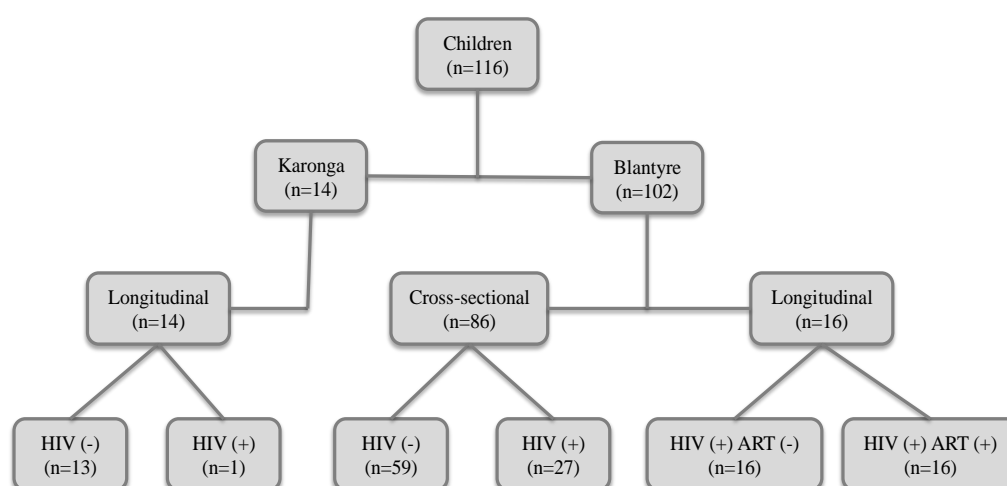 Children
(n=116)
Karonga
(n=14)
Blantyre
(n=102)
Longitudinal
(n=14)
Cross-sectional
(n=86)
Longitudinal
(n=16)
HIV (-)
(n=13)
HIV (+)
(n=1)
HIV (-)
(n=59)
HIV (+)
(n=27)
HIV (+) ART (-)
(n=16)
HIV (+) ART (+)
(n=16)